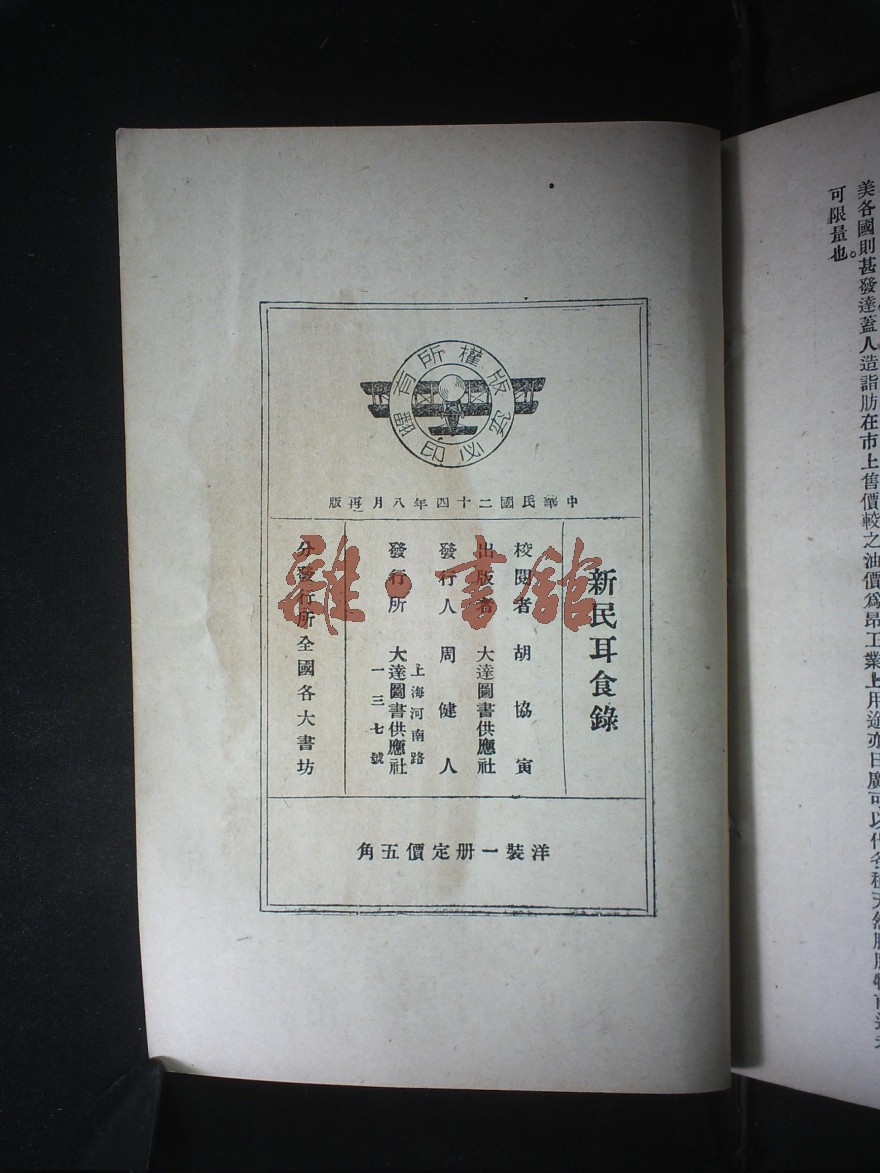 美各國則甚發達蓋人造詣肪在市上售價較之油價爲昂工業上用途亦日廣可以代各種天然脂肪
可限量也。
版權所有
翻印必究
中華民國二十四年八月再版
新民耳食錄
校閱者 胡協寅
出版者 大達圖書供應社
發行人 周健人
上海河南路
發行所 大達圖書供應社
一三七號
分發行所全國各大書坊
洋裝一册定價五角
雜·書館